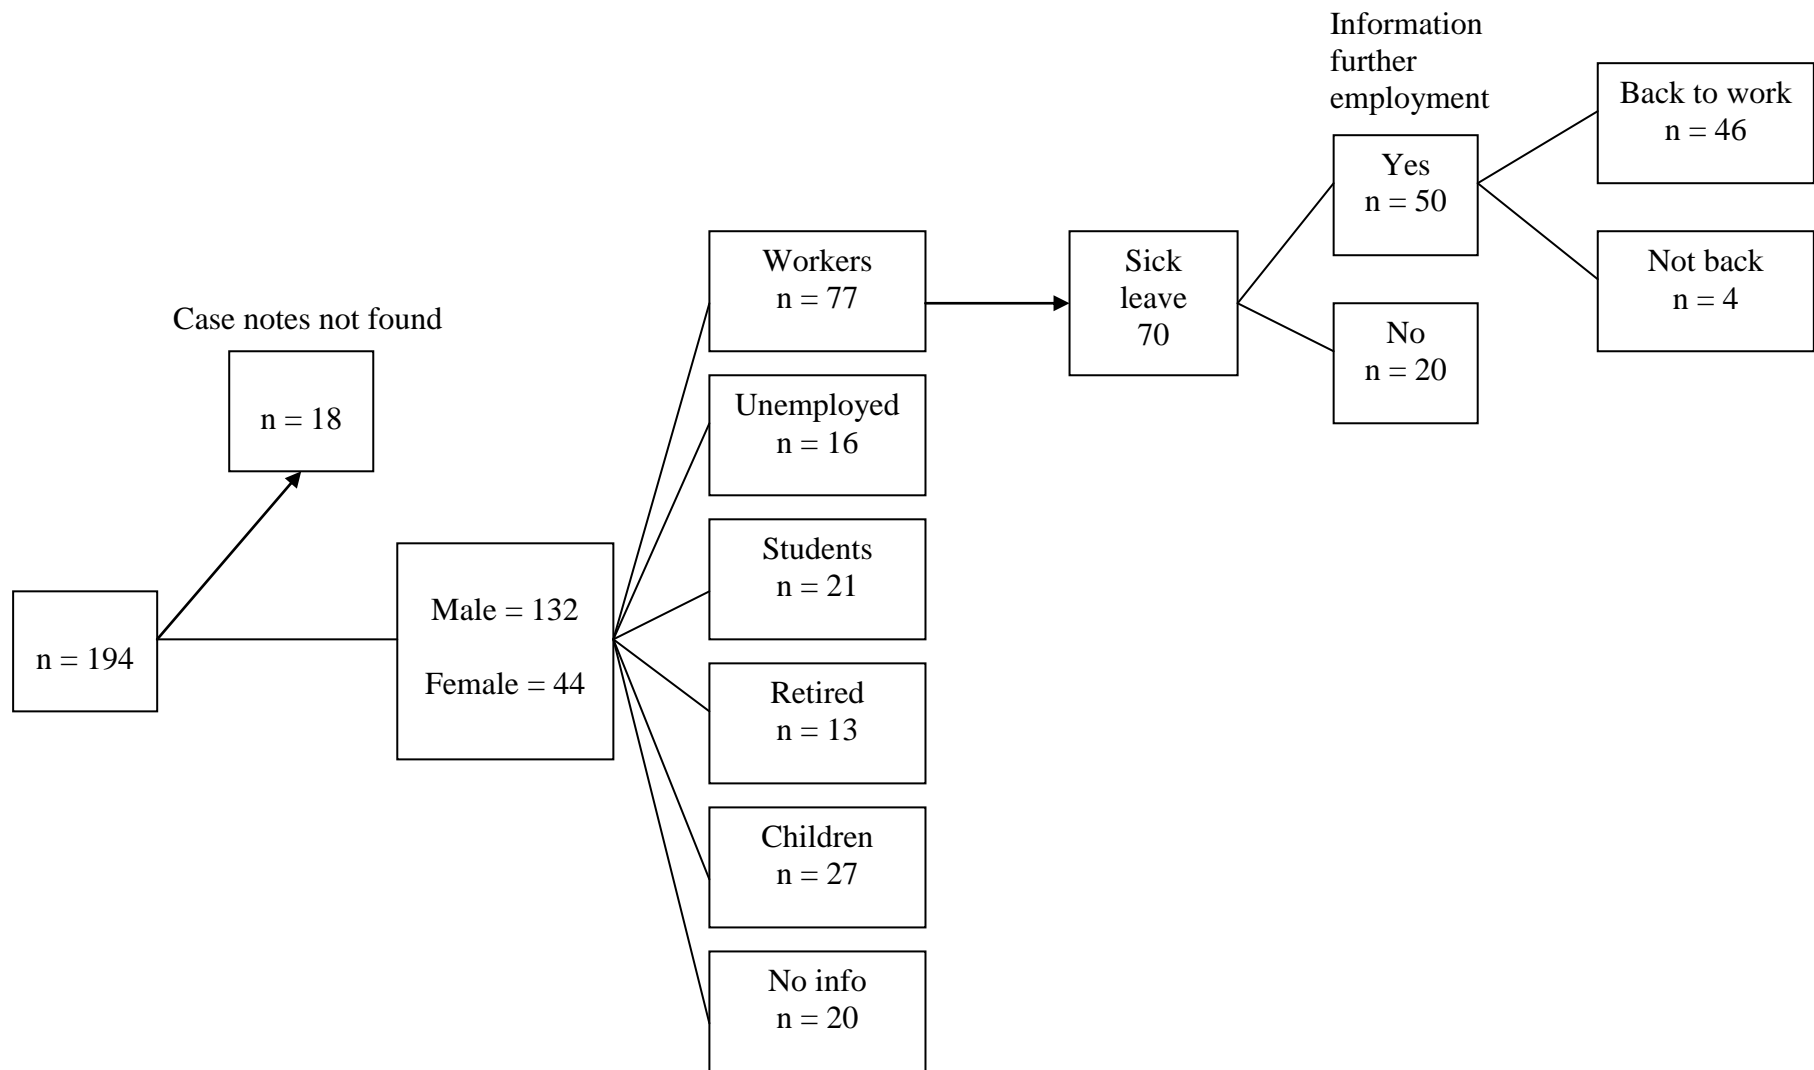 n = 194
Case notes not found
n = 18
Male = 132
Female = 44
Workers
n = 77
Unemployed
n = 16
Students
n = 21
Retired
n = 13
Children
n = 27
No info
n = 20
Sick
leave
70
Information
further
employment
Yes
n = 50
No
n = 20
Back to work
n = 46
Not back
n = 4